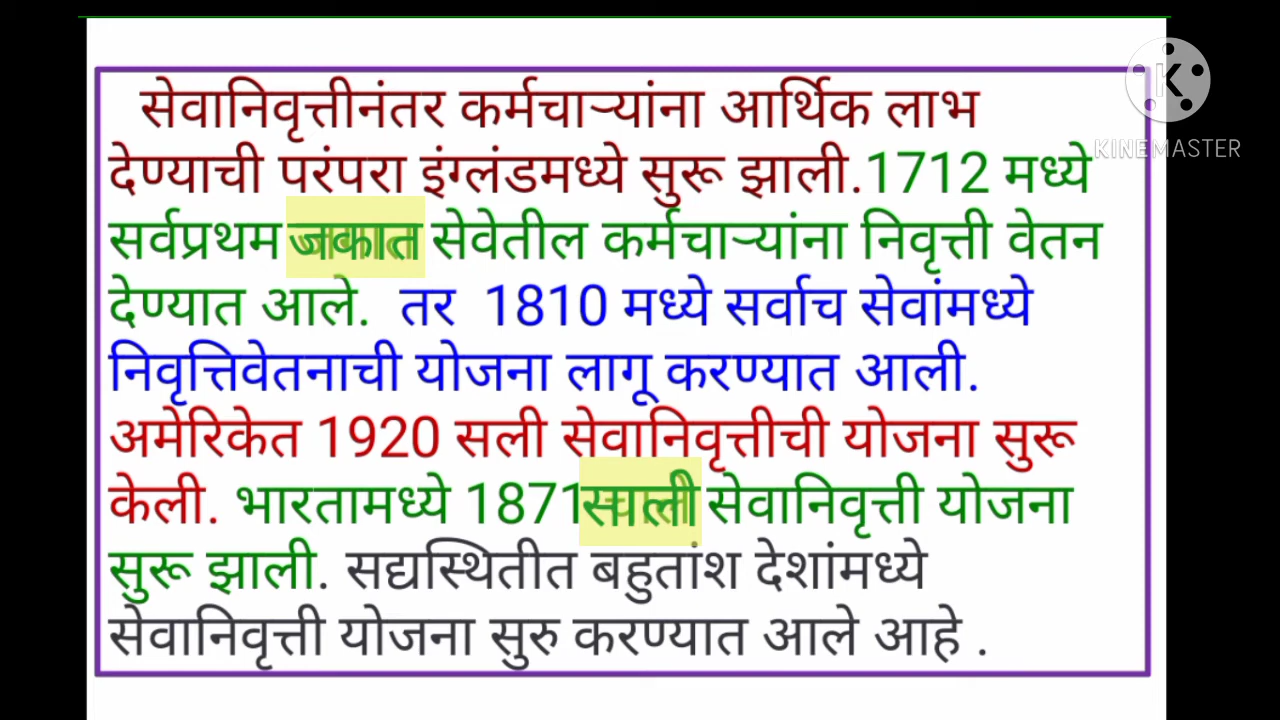 सेवानिवृत्तीनंतर कर्मचाऱ्यांना आर्थिक लाभ
देण्याची परंपरा इंग्लंडमध्ये सुरू झाली.1712 मध्ये
सर्वप्रथम जकात सेवेतील कर्मचाऱ्यांना निवृत्ती वेतन
देण्यात आले. तर 1810 मध्ये सर्वाच सेवांमध्ये
निवृत्तिवेतनाची योजना लागू करण्यात आली.
अमेरिकेत 1920 सली सेवानिवृत्तीची योजना सुरू
केली. भारतामध्ये 1871साली सेवानिवृत्ती योजना
सुरू झाली. सद्यस्थितीत बहुतांश देशांमध्ये
सेवानिवृत्ती योजना सुरु करण्यात आले आहे .
K
KINEMASTER